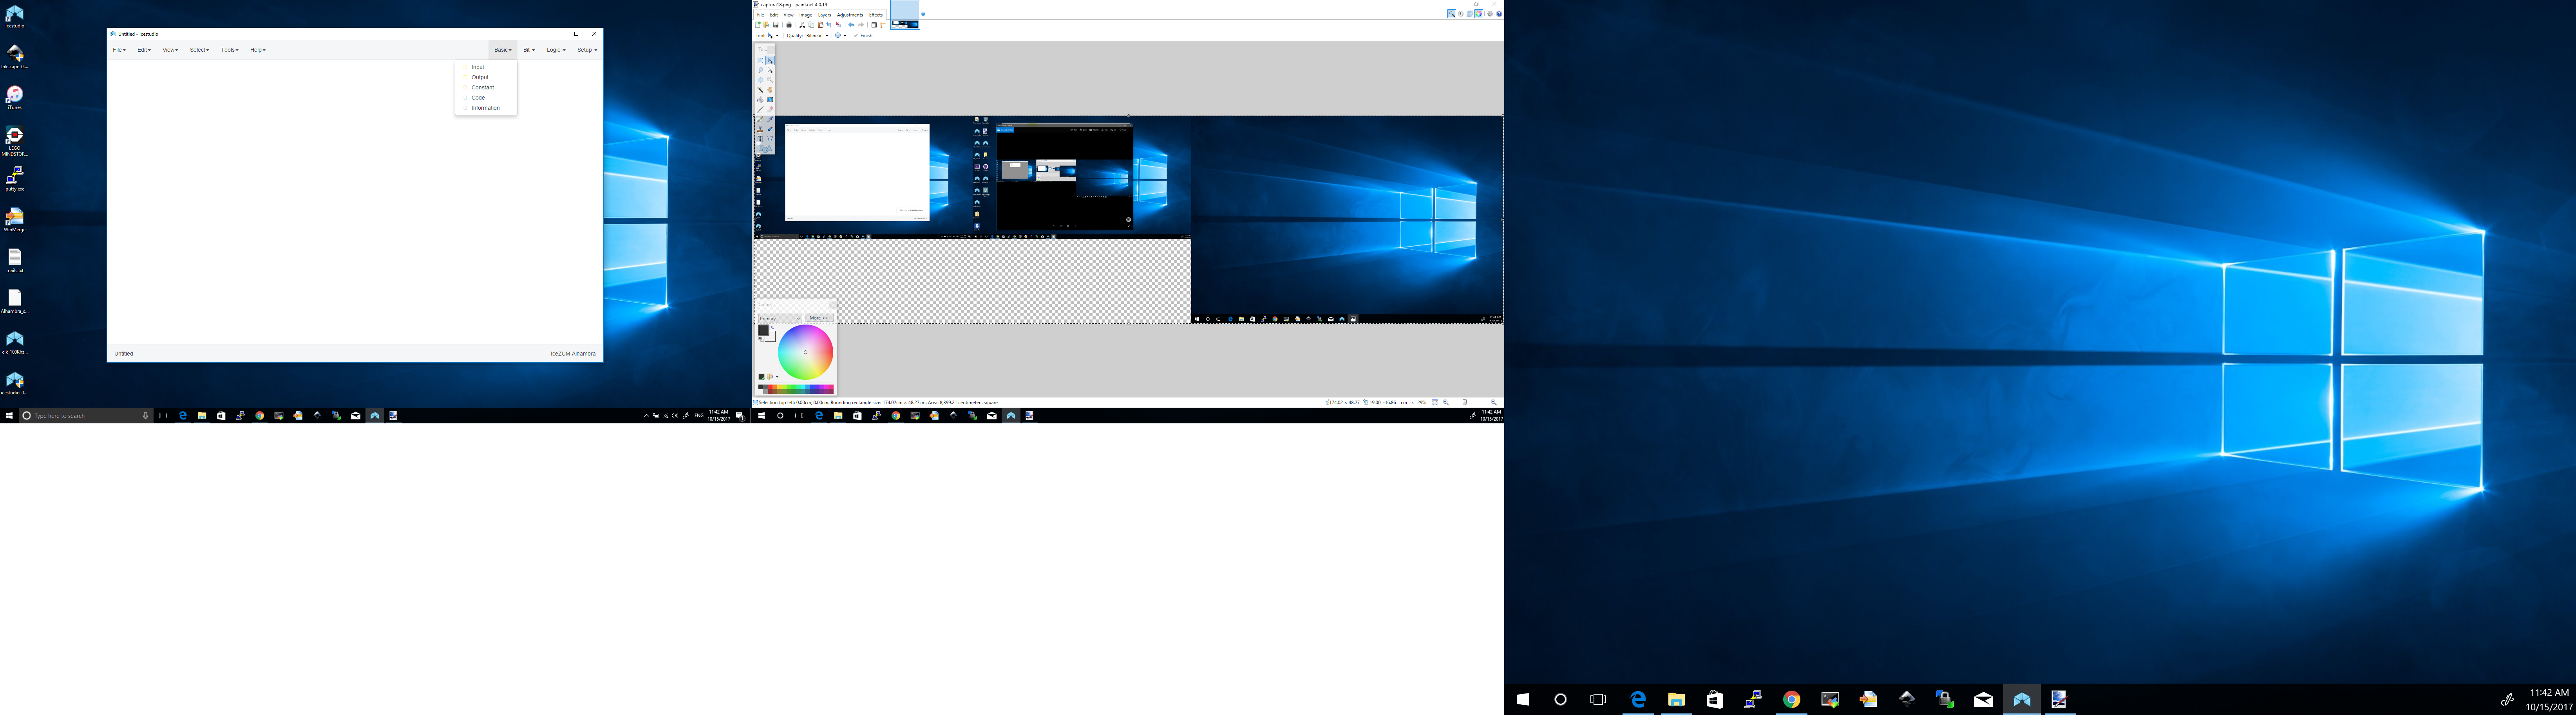 Untitled - Icestudio
File Edit View Select Tools Help Basic Bit Logic Setup
Input
Output
Constant
Code
Information
Untitled
IceZUM Alhambra
Icestudio
Inkscape-0....
iTunes
LEGO
MINDSTOR...
putty.exe
WinMerge
mails.txt
Alhambra_s...
clk_100Khz...
icestudio-0....
Type here to search
ENG
11:42 AM
10/15/2017
captura18.png - paint.net 4.0.19
File Edit View Image Layers Adjustments Effects
Tool: Quality: Bilinear Finish
Colors
Primary
More >>
Selection top left: 0.00cm, 0.00cm. Bounding rectangle size: 174.02cm × 48.27cm. Area: 8,399.21 centimeters square
174.02 × 48.27
19.00, -16.86
cm
29%
11:42 AM
10/15/2017
11:42 AM
10/15/2017